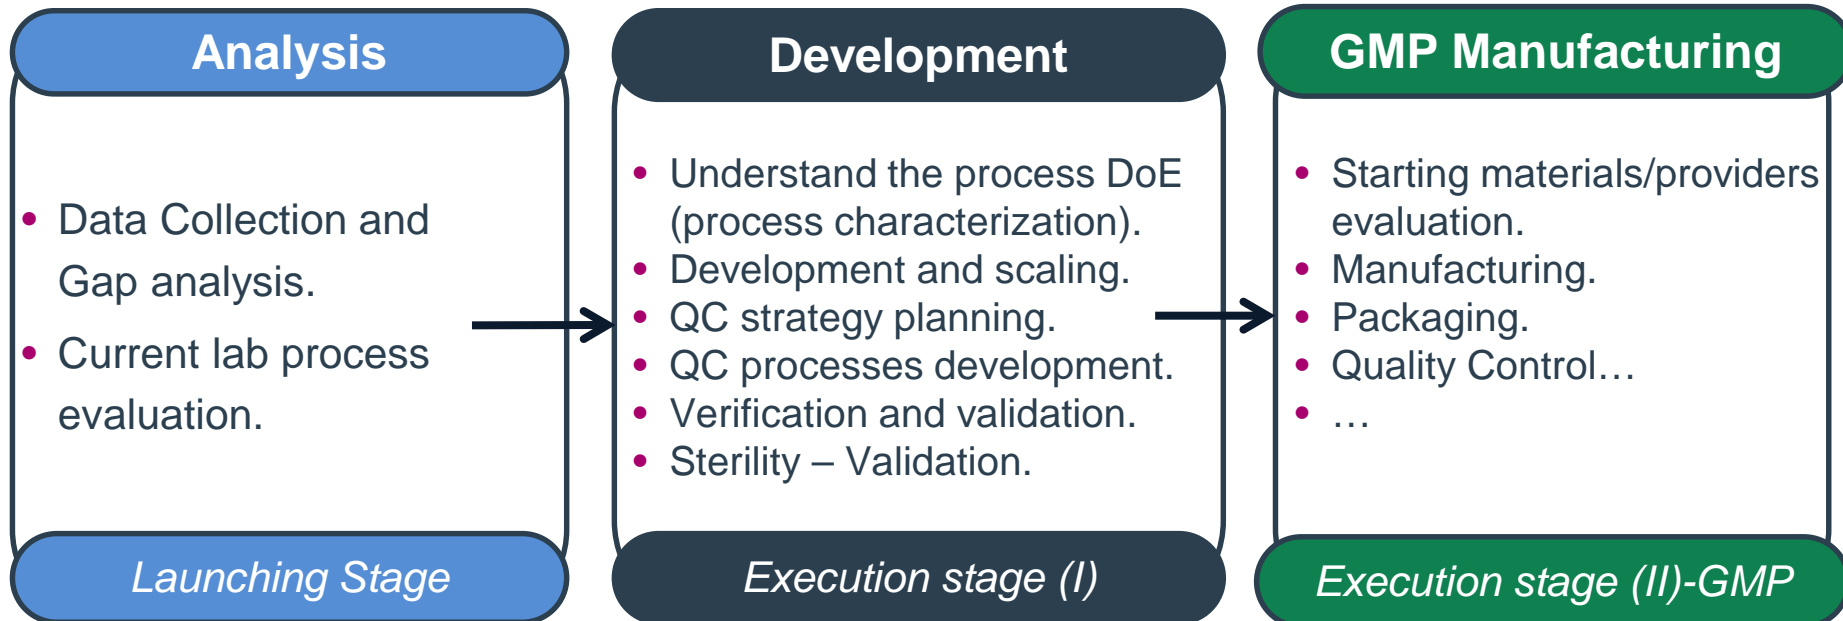 Analysis
• Data Collection and
Gap analysis.
• Current lab process
evaluation.
Launching Stage
Development
• Understand the process DoE
(process characterization).
• Development and scaling.
• QC strategy planning.
• QC processes development.
• Verification and validation.
• Sterility – Validation.
Execution stage (I)
GMP Manufacturing
• Starting materials/providers
evaluation.
• Manufacturing.
• Packaging.
• Quality Control…
• …
Execution stage (II)-GMP